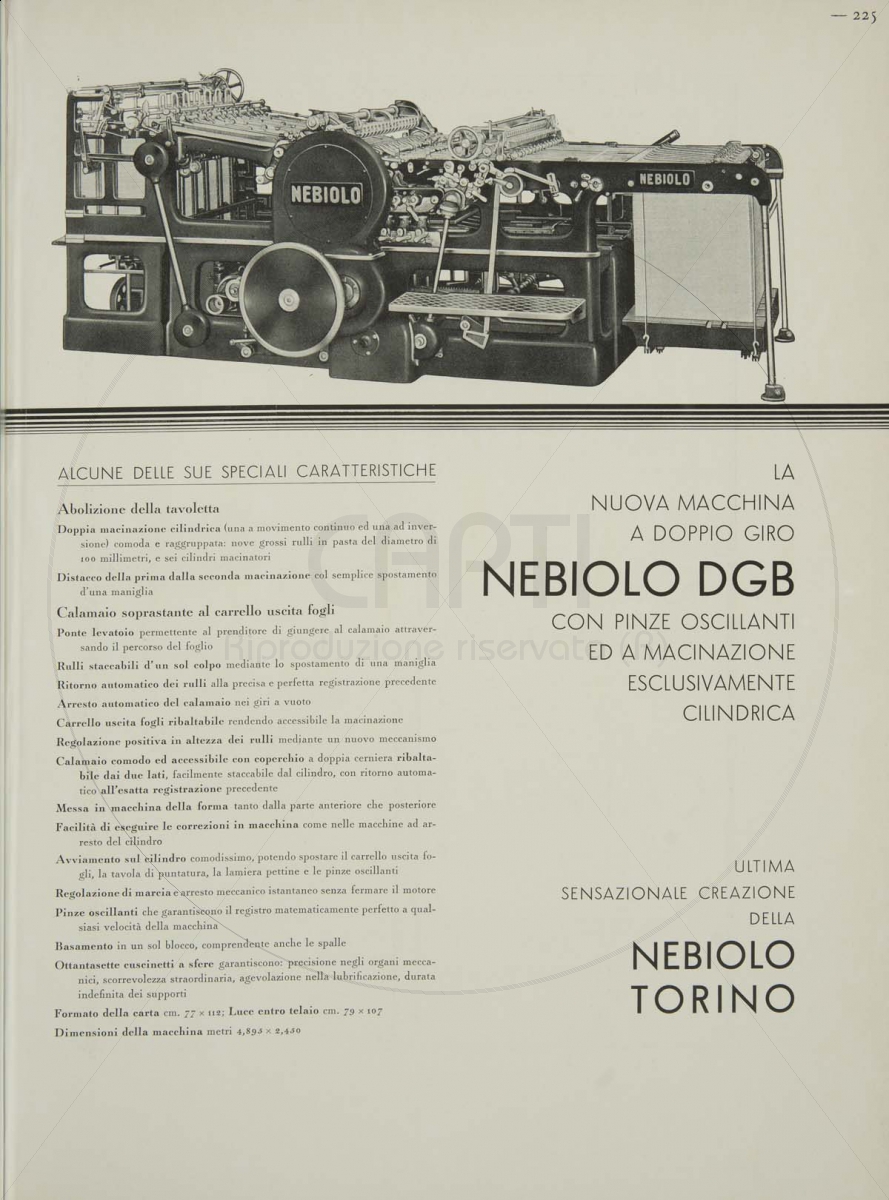 — 225
NEBIOLO
NEBIOLO
ALCUNE DELLE SUE SPECIALI CARATTERISTICHE
Abolizione della tavoletta
Doppia macinazione cilindrica (una a movimento continuo ed una ad inver-
sione) comoda e raggruppata: nove grossi rulli in pasta del diametro di
100 millimetri, e sei cilindri macinatori
Distacco della prima dalla seconda macinazione col semplice spostamento
d'una maniglia
Calamaio soprastante al carrello uscita fogli
Ponte levatoio permettente al prenditore di giungere al calamaio attraver-
sando il percorso del foglio
Rulli staccabili d'un sol colpo mediante lo spostamento di una maniglia
Ritorno automatico dei rulli alla precisa e perfetta registrazione precedente
Arresto automatico del calamaio nei giri a vuoto
Carrello uscita fogli ribaltabile rendendo accessibile la macinazione
Regolazione positiva in altezza dei rulli mediante un nuovo meccanismo
Calamaio comodo ed accessibile con coperchio a doppia cerniera ribalta-
bile dai due lati, facilmente staccabile dal cilindro, con ritorno automa-
tico all'esatta registrazione precedente
Messa in macchina della forma tanto dalla parte anteriore che posteriore
Facilità di eseguire le correzioni in macchina come nelle macchine ad ar-
resto del cilindro
Avviamento sul cilindro comodissimo, potendo spostare il carrello uscita fo-
gli, la tavola di puntatura, la lamiera pettine e le pinze oscillanti
Regolazione di marcia e arresto meccanico istantaneo senza fermare il motore
Pinze oscillanti che garantiscono il registro matematicamente perfetto a qual-
siasi velocità della macchina
Basamento in un sol blocco, comprendente anche le spalle
Ottantasette cuscinetti a sfere garantiscono: precisione negli organi mecca-
nici, scorrevolezza straordinaria, agevolazione nella lubrificazione, durata
indefinita dei supporti
Formato della carta cm. 77 × 112; Luce entro telaio cm. 79 × 107
Dimensioni della macchina metri 4,895 × 2,450
LA
NUOVA MACCHINA
A DOPPIO GIRO
NEBIOLO DGB
CON PINZE OSCILLANTI
ED A MACINAZIONE
ESCLUSIVAMENTE
CILINDRICA
ULTIMA
SENSAZIONALE CREAZIONE
DELLA
NEBIOLO
TORINO
CARTI
Riproduzione riservata (R)